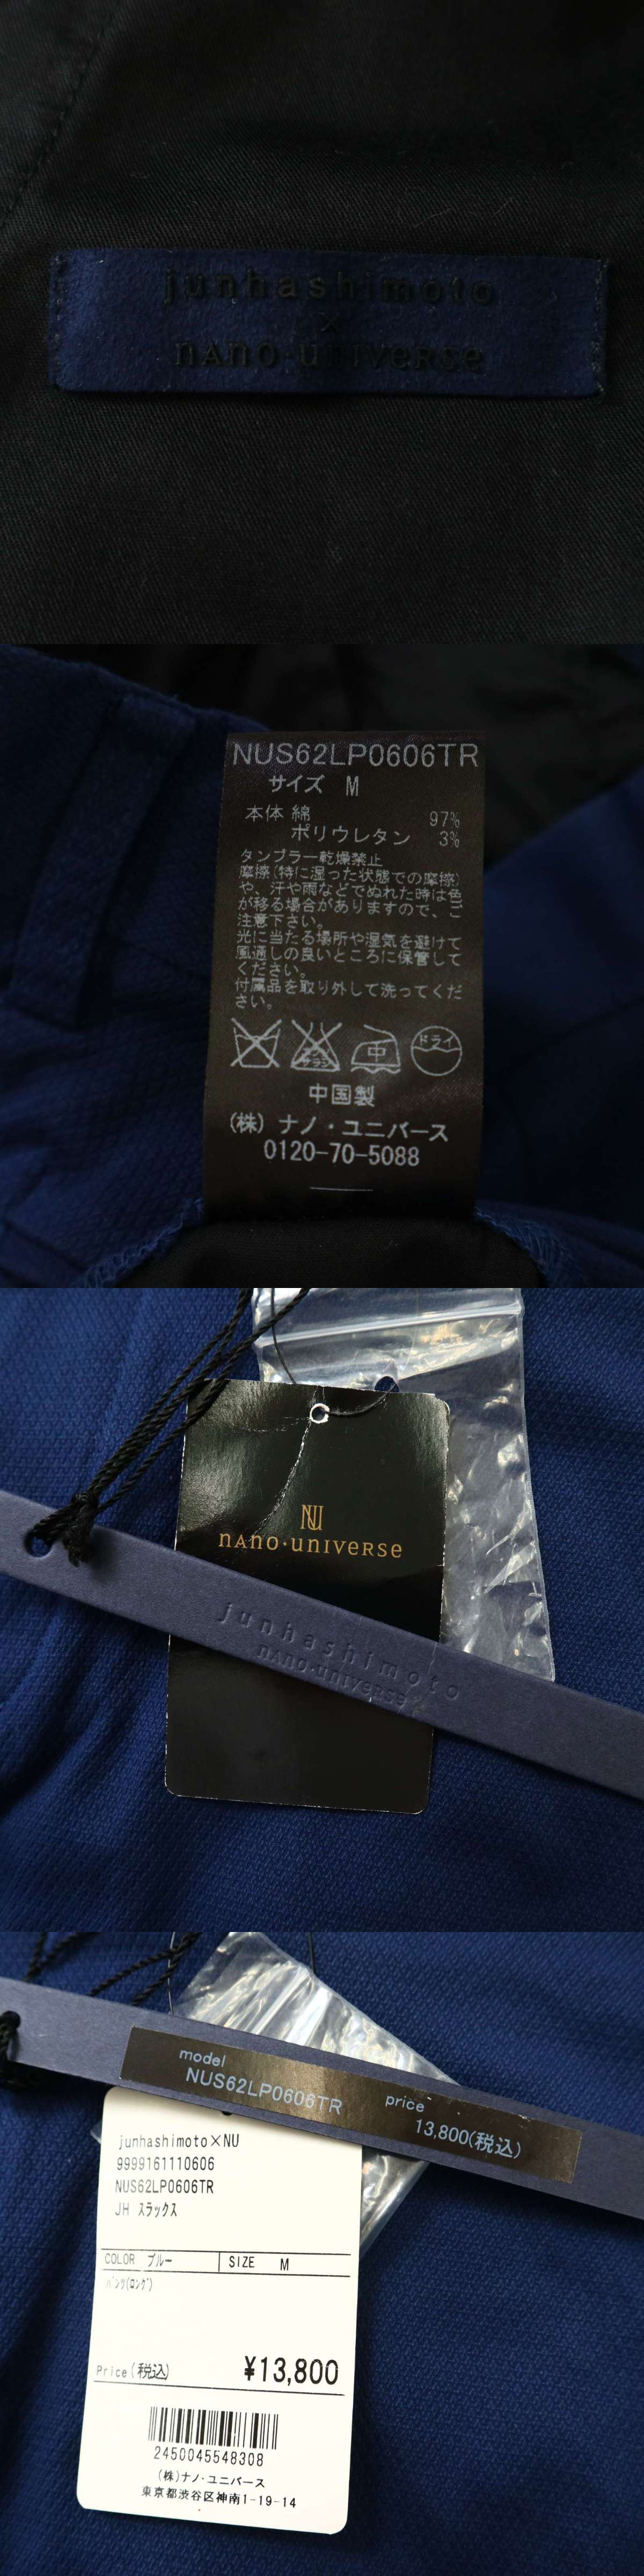 junhashimoto
×
nano·universe
NUS62LP0606TR
サイズ M
本体 綿 97%
ポリウレタン 3%
タンブラー乾燥禁止
摩擦(特に湿った状態での摩擦)
や、汗や雨などでぬれた時は色
が移る場合がありますので、ご
注意下さい。
光に当たる場所や湿気を避けて
風通しの良いところに保管して
ください。
付属品を取り外して洗ってくだ
さい。
エンソ
サラシ
中
ドライ
中国製
(株) ナノ・ユニバース
0120-70-5088
NU
nano·universe
junhashimoto
nano·universe
model
NUS62LP0606TR
price
13,800(税込)
junhashimoto×NU
9999161110606
NUS62LP0606TR
JH スラックス
COLOR ブルー SIZE M
パンツ(ロング)
Price(税込) ¥13,800
2450045548308
(株)ナノ・ユニバース
東京都渋谷区神南1-19-14